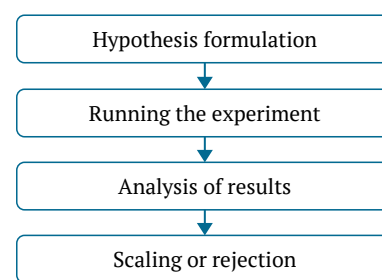 Hypothesis formulation
Running the experiment
Analysis of results
Scaling or rejection